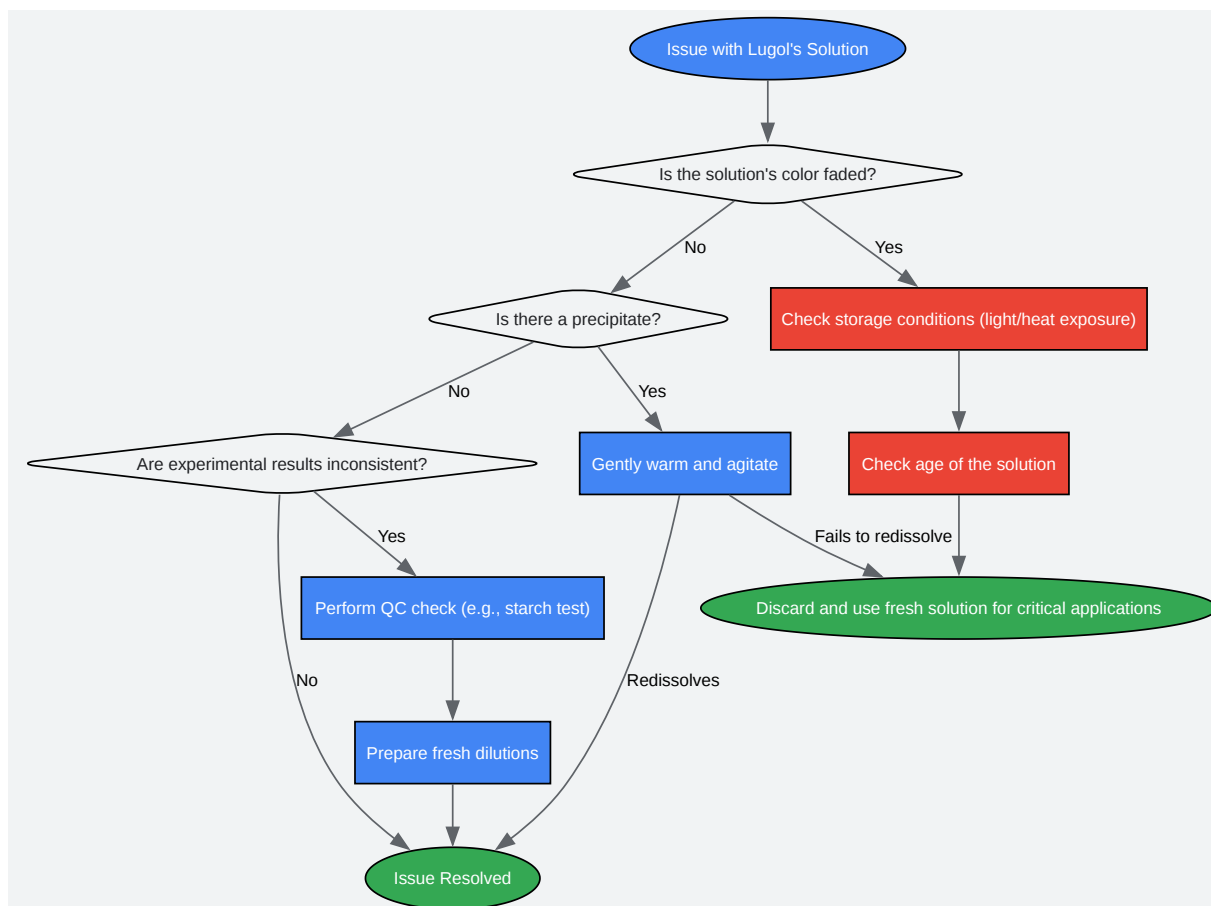 Issue with Lugol's Solution
Is the solution's color faded?
No
Yes
Is there a precipitate?
Check storage conditions (light/heat exposure)
No
Yes
Are experimental results inconsistent?
Gently warm and agitate
Check age of the solution
Yes
Fails to redissolve
Perform QC check (e.g., starch test)
Discard and use fresh solution for critical applications
No
Redissolves
Prepare fresh dilutions
Issue Resolved